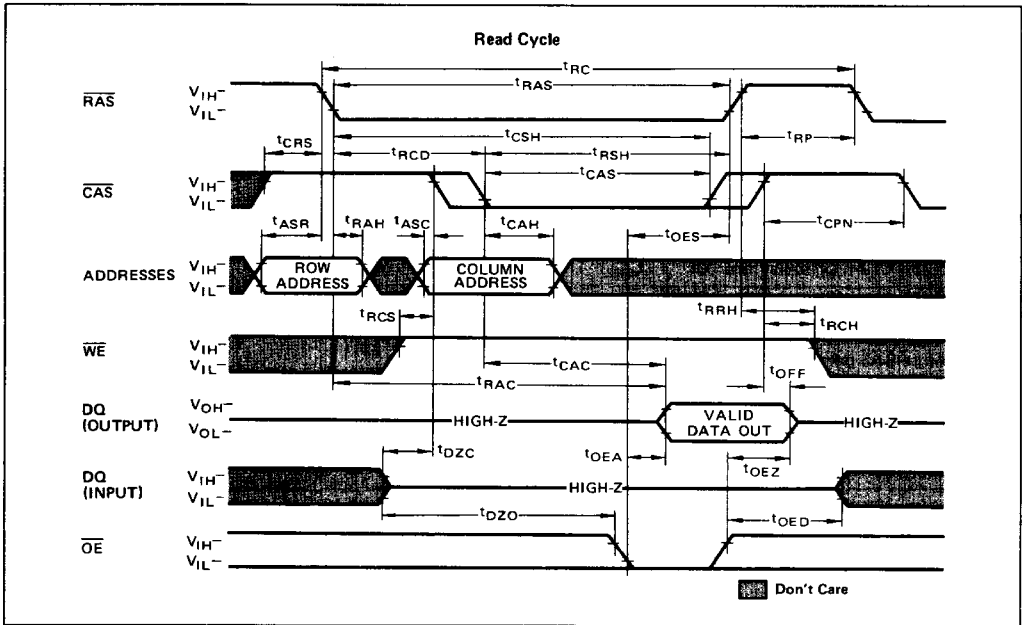 Read Cycle
tRC
tRAS
RAS
VIH–
VIL–
tCSH
tRP
tCRS
tRCD
tRSH
CAS
VIH–
VIL–
tCAS
tCPN
tASR
tRAH
tASC
tCAH
tOES
ADDRESSES
VIH–
VIL–
ROW ADDRESS
COLUMN ADDRESS
tRCS
tRRH
tRCH
WE
VIH–
VIL–
tCAC
tRAC
tOFF
DQ (OUTPUT)
VOH–
VOL–
HIGH-Z
VALID DATA OUT
HIGH-Z
tDZC
tOEA
tOEZ
DQ (INPUT)
VIH–
VIL–
HIGH-Z
tDZO
tOED
OE
VIH–
VIL–
Don't Care